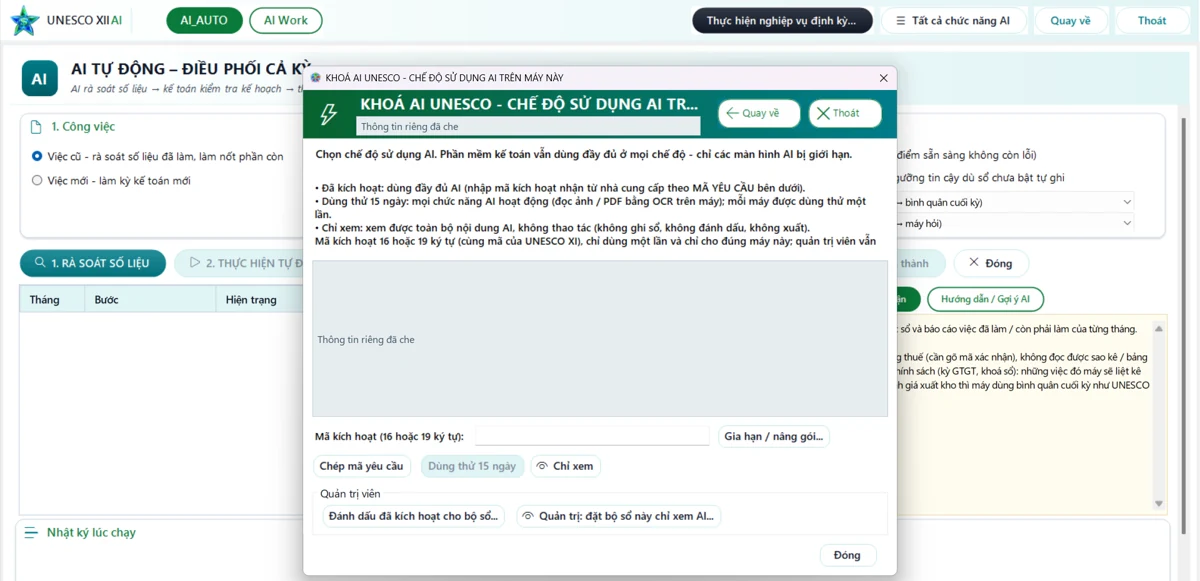 UNESCO XII AI
AI_AUTO
AI Work
Thực hiện nghiệp vụ định kỳ...
Tất cả chức năng AI
Quay về
Thoát
AI
AI TỰ ĐỘNG – ĐIỀU PHỐI CẢ KỲ
AI rà soát số liệu → kế toán kiểm tra kế hoạch →
1. Công việc
Việc cũ - rà soát số liệu đã làm, làm nốt phần còn
Việc mới - làm kỳ kế toán mới
điểm sẵn sàng không còn lỗi)
ưỡng tin cậy dù sổ chưa bật tự ghi
→ bình quân cuối kỳ)
→ máy hỏi)
1. RÀ SOÁT SỐ LIỆU
2. THỰC HIỆN TỰ Đ
thành
Đóng
Hướng dẫn / Gợi ý AI
Tháng
Bước
Hiện trạng
sổ và báo cáo việc đã làm / còn phải làm của từng tháng.
g thuế (cần gõ mã xác nhận), không đọc được sao kê / bảng
hính sách (kỳ GTGT, khoá sổ): những việc đó máy sẽ liệt kê
h giá xuất kho thì máy dùng bình quân cuối kỳ như UNESCO
Nhật ký lúc chạy
KHOÁ AI UNESCO - CHẾ ĐỘ SỬ DỤNG AI TRÊN MÁY NÀY
KHOÁ AI UNESCO - CHẾ ĐỘ SỬ DỤNG AI TR...
Thông tin riêng đã che
Quay về
Thoát
Chọn chế độ sử dụng AI. Phần mềm kế toán vẫn dùng đầy đủ ở mọi chế độ - chỉ các màn hình AI bị giới hạn.
• Đã kích hoạt: dùng đầy đủ AI (nhập mã kích hoạt nhận từ nhà cung cấp theo MÃ YÊU CẦU bên dưới).
• Dùng thử 15 ngày: mọi chức năng AI hoạt động (đọc ảnh / PDF bằng OCR trên máy); mỗi máy được dùng thử một
lần.
• Chỉ xem: xem được toàn bộ nội dung AI, không thao tác (không ghi sổ, không đánh dấu, không xuất).
Mã kích hoạt 16 hoặc 19 ký tự (cùng mã của UNESCO XI), chỉ dùng một lần và chỉ cho đúng máy này; quản trị viên vẫn
Thông tin riêng đã che
Mã kích hoạt (16 hoặc 19 ký tự):
Gia hạn / nâng gói...
Chép mã yêu cầu
Dùng thử 15 ngày
Chỉ xem
Quản trị viên
Đánh dấu đã kích hoạt cho bộ sổ...
Quản trị: đặt bộ sổ này chỉ xem AI...
Đóng